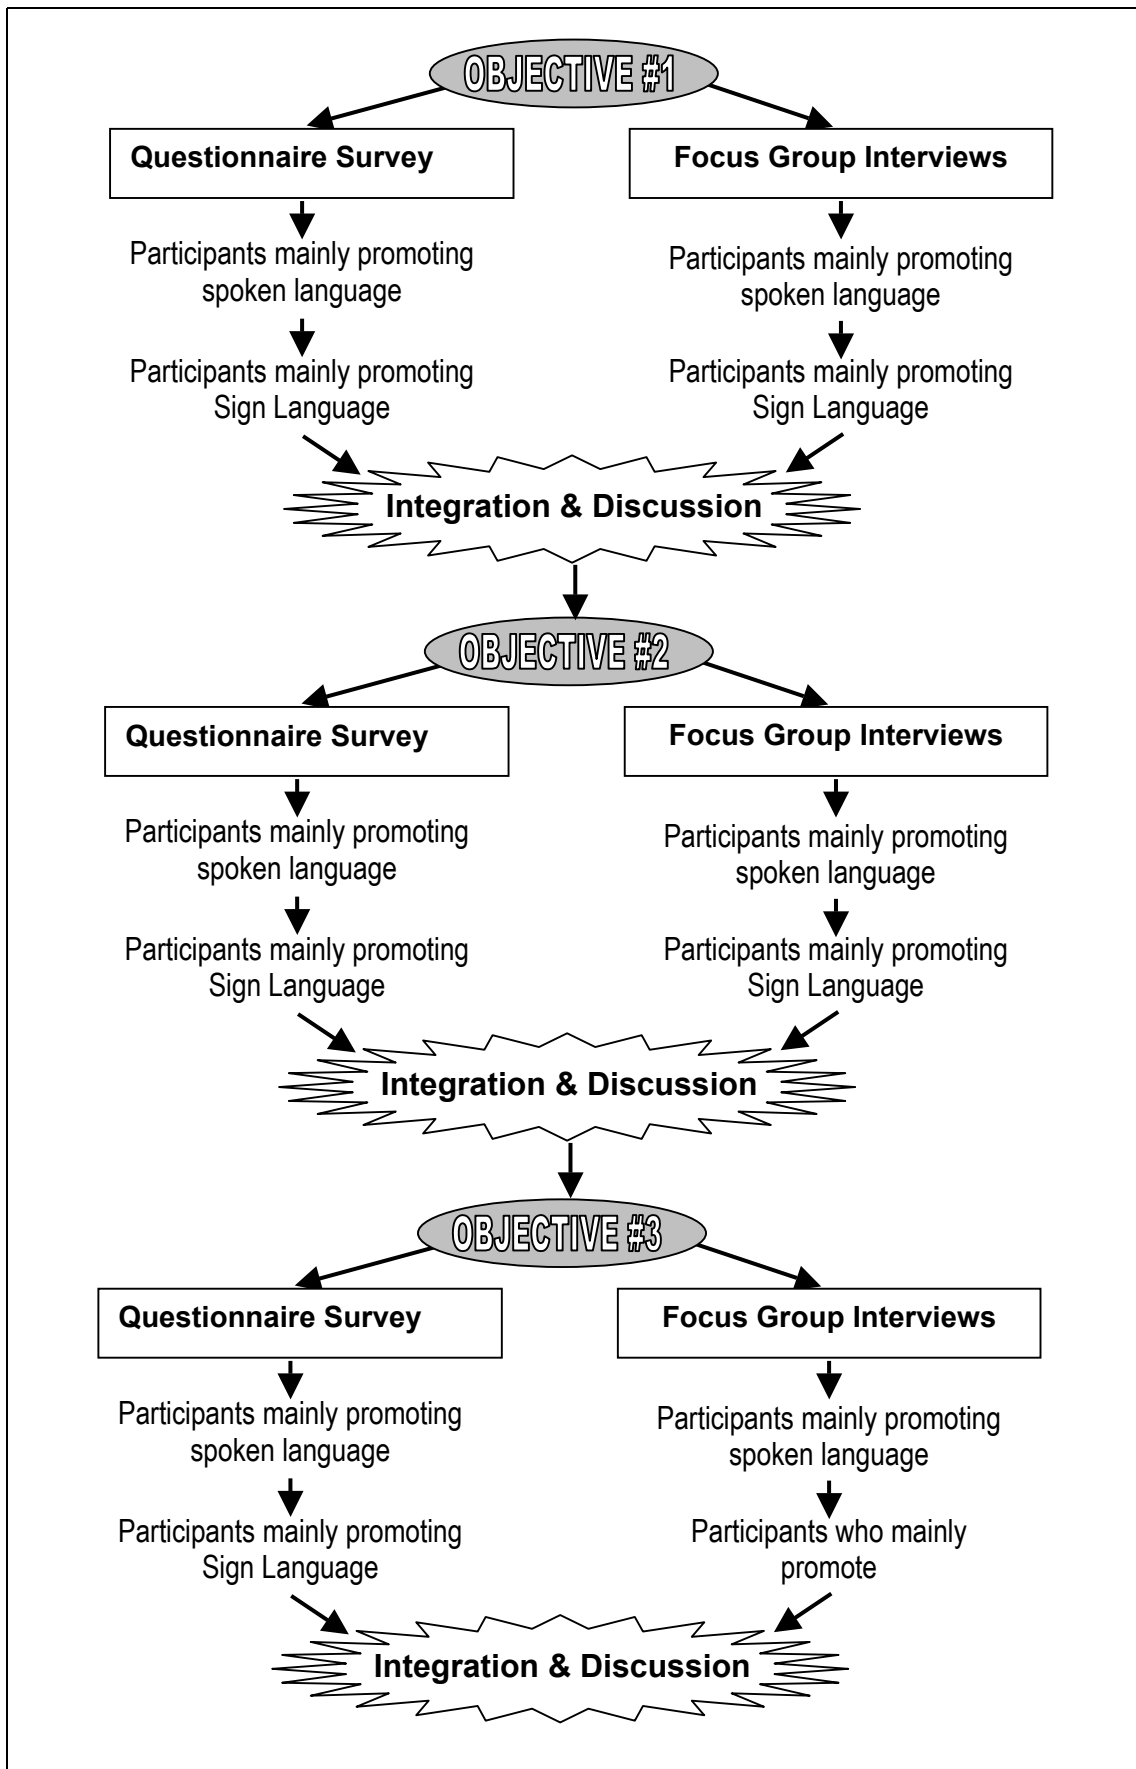 OBJECTIVE #1
Questionnaire Survey
Focus Group Interviews
Participants mainly promoting
spoken language
Participants mainly promoting
spoken language
Participants mainly promoting
Sign Language
Participants mainly promoting
Sign Language
Integration & Discussion
OBJECTIVE #2
Questionnaire Survey
Focus Group Interviews
Participants mainly promoting
spoken language
Participants mainly promoting
spoken language
Participants mainly promoting
Sign Language
Participants mainly promoting
Sign Language
Integration & Discussion
OBJECTIVE #3
Questionnaire Survey
Focus Group Interviews
Participants mainly promoting
spoken language
Participants mainly promoting
spoken language
Participants mainly promoting
Sign Language
Participants who mainly
promote
Integration & Discussion